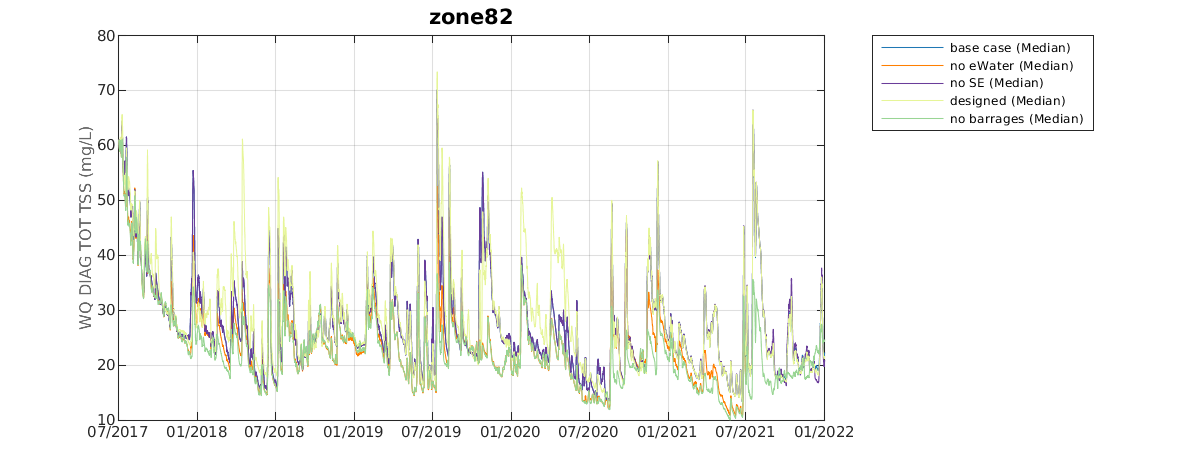 zone82
WQ DIAG TOT TSS (mg/L)
80
70
60
50
40
30
20
10
07/2017 01/2018 07/2018 01/2019 07/2019 01/2020 07/2020 01/2021 07/2021 01/2022
base case (Median)
no eWater (Median)
no SE (Median)
designed (Median)
no barrages (Median)